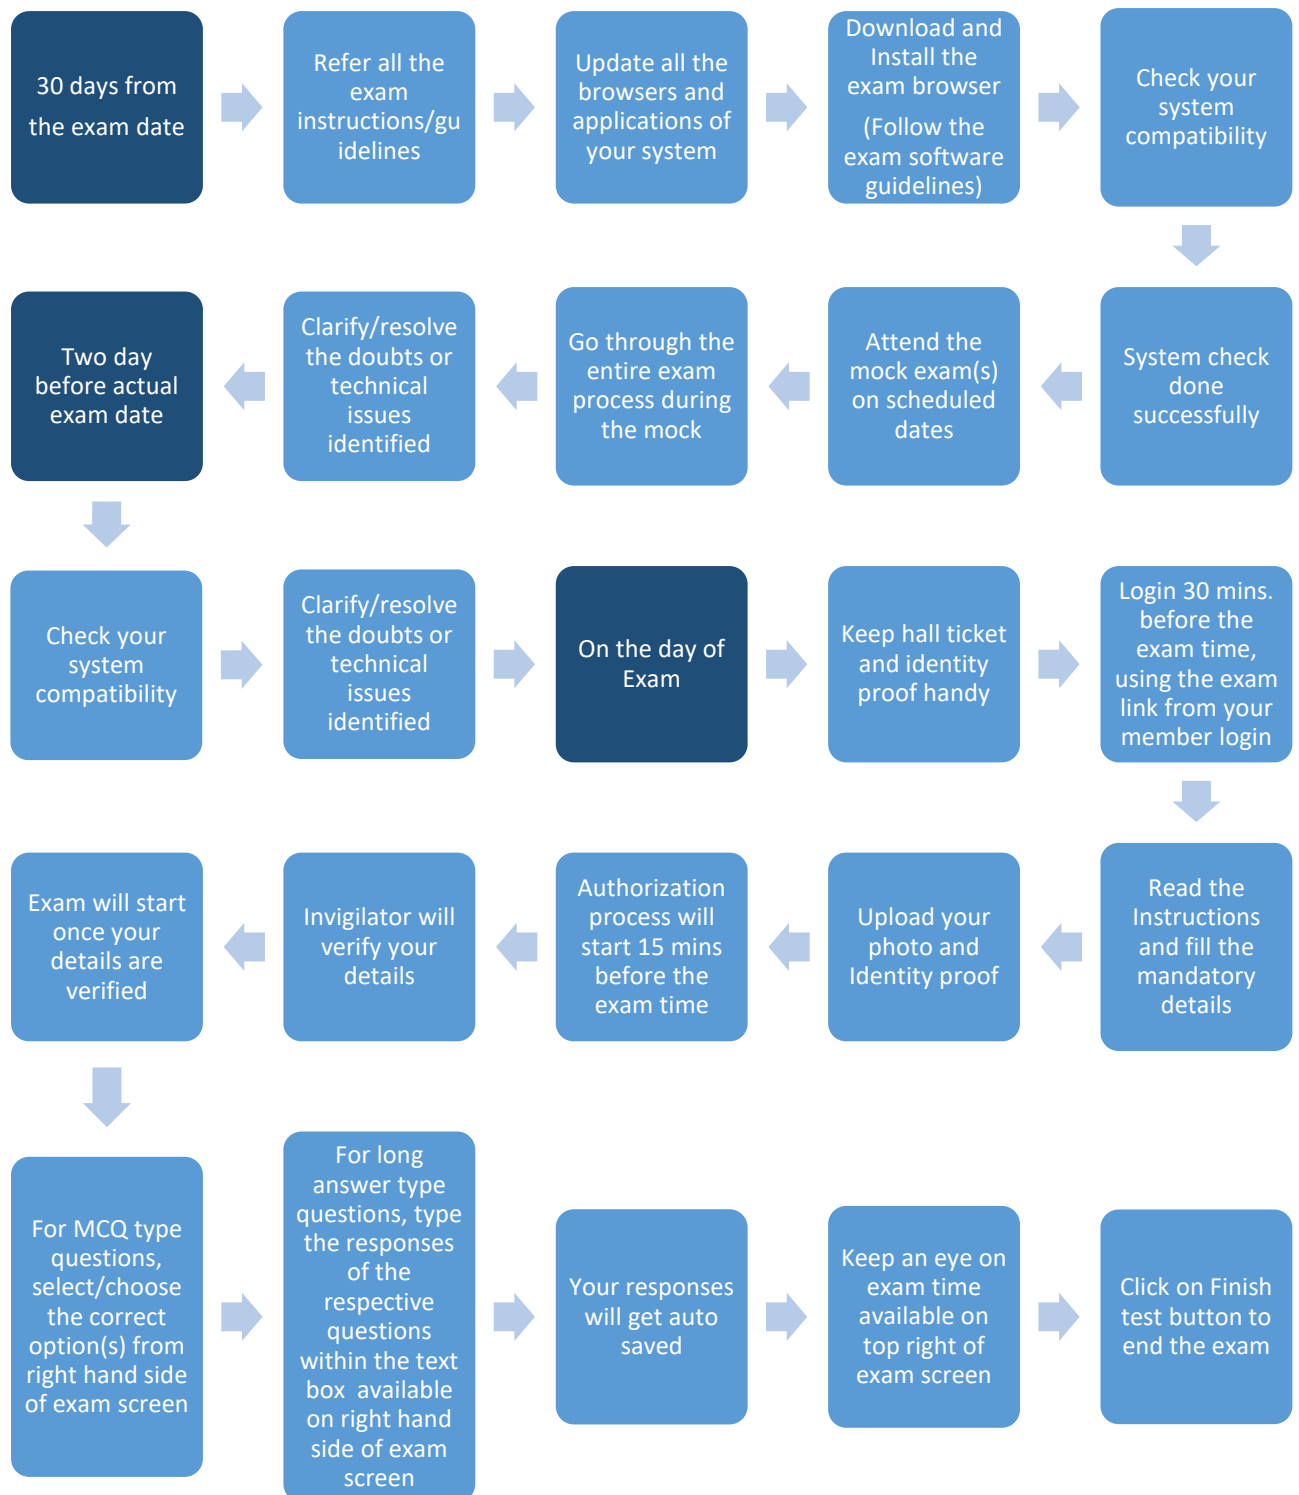 30 days from
the exam date
Refer all the
exam
instructions/gu
idelines
Update all the
browsers and
applications of
your system
Download and
Install the
exam browser
(Follow the
exam software
guidelines)
Check your
system
compatibility
System check
done
successfully
Attend the
mock exam(s)
on scheduled
dates
Go through the
entire exam
process during
the mock
Clarify/resolve
the doubts or
technical
issues
identified
Two day
before actual
exam date
Check your
system
compatibility
Clarify/resolve
the doubts or
technical
issues
identified
On the day of
Exam
Keep hall ticket
and identity
proof handy
Login 30 mins.
before the
exam time,
using the exam
link from your
member login
Read the
Instructions
and fill the
mandatory
details
Upload your
photo and
Identity proof
Authorization
process will
start 15 mins
before the
exam time
Invigilator will
verify your
details
Exam will start
once your
details are
verified
For MCQ type
questions,
select/choose
the correct
option(s) from
right hand side
of exam screen
For long
answer type
questions, type
the responses
of the
respective
questions
within the text
box available
on right hand
side of exam
screen
Your responses
will get auto
saved
Keep an eye on
exam time
available on
top right of
exam screen
Click on Finish
test button to
end the exam